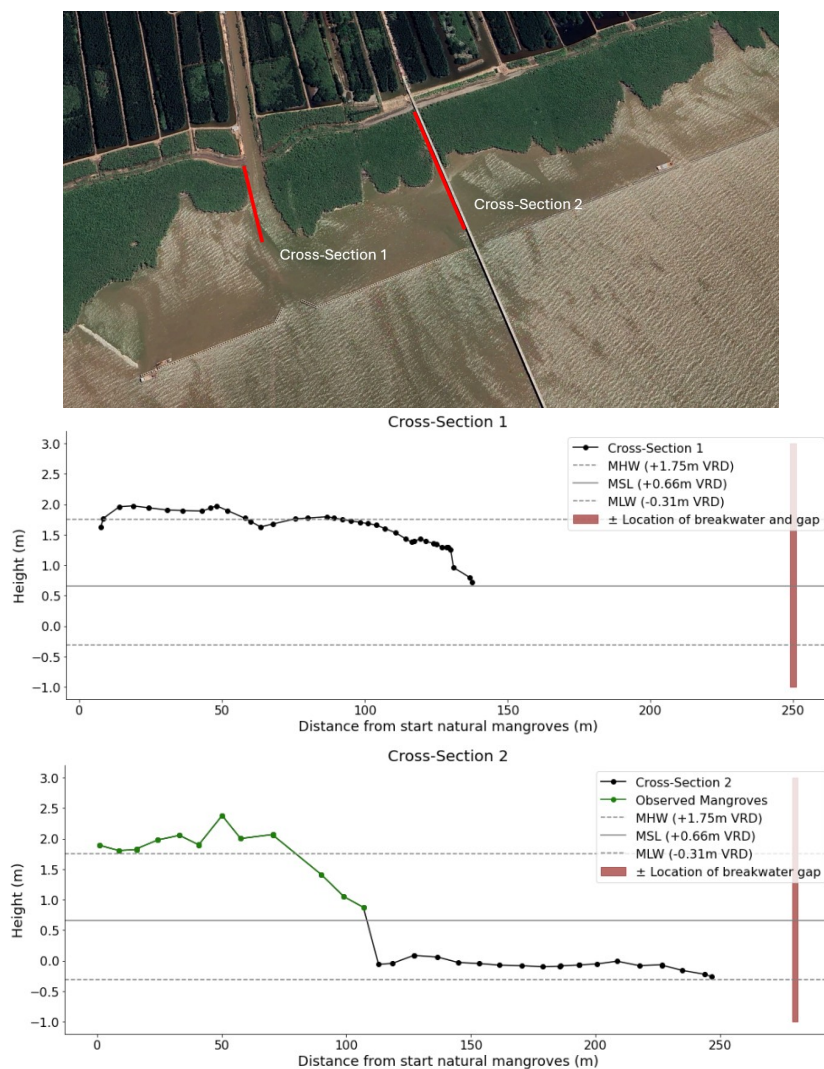 Cross-Section 2
Cross-Section 1
Cross-Section 1
3.0
2.5
2.0
1.5
1.0
0.5
0.0
−0.5
−1.0
Height (m)
Cross-Section 1
MHW (+1.75m VRD)
MSL (+0.66m VRD)
MLW (-0.31m VRD)
± Location of breakwater and gap
0 50 100 150 200 250
Distance from start natural mangroves (m)
Cross-Section 2
3.0
2.5
2.0
1.5
1.0
0.5
0.0
−0.5
−1.0
Height (m)
Cross-Section 2
Observed Mangroves
MHW (+1.75m VRD)
MSL (+0.66m VRD)
MLW (-0.31m VRD)
± Location of breakwater gap
0 50 100 150 200 250
Distance from start natural mangroves (m)